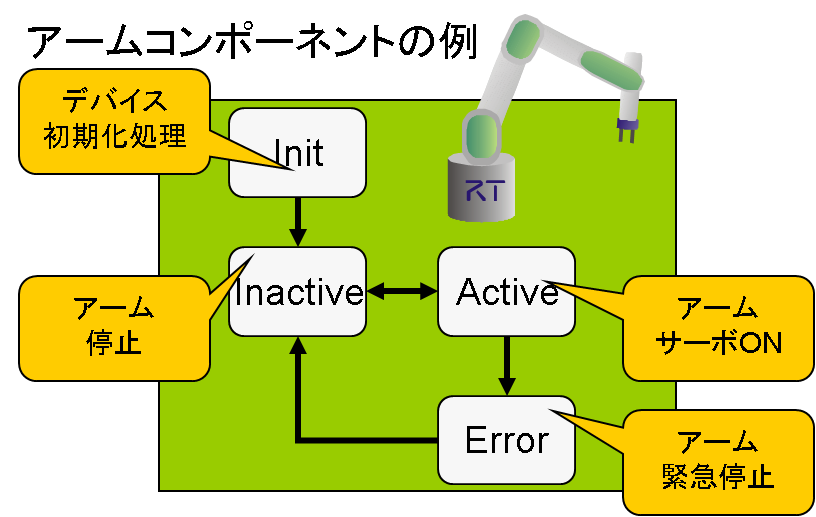 アームコンポーネントの例
デバイス
初期化処理
Init
RT
アーム
停止
Inactive
Active
アーム
サーボON
Error
アーム
緊急停止